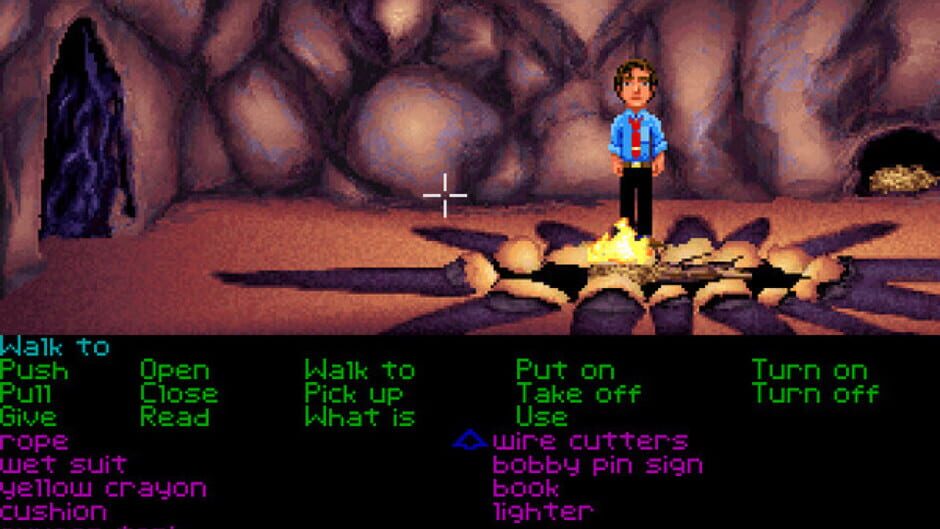 Walk to
Push Open Walk to Put on Turn on
Pull Close Pick up Take off Turn off
Give Read What is Use
rope wire cutters
wet suit bobby pin sign
yellow crayon book
cushion lighter